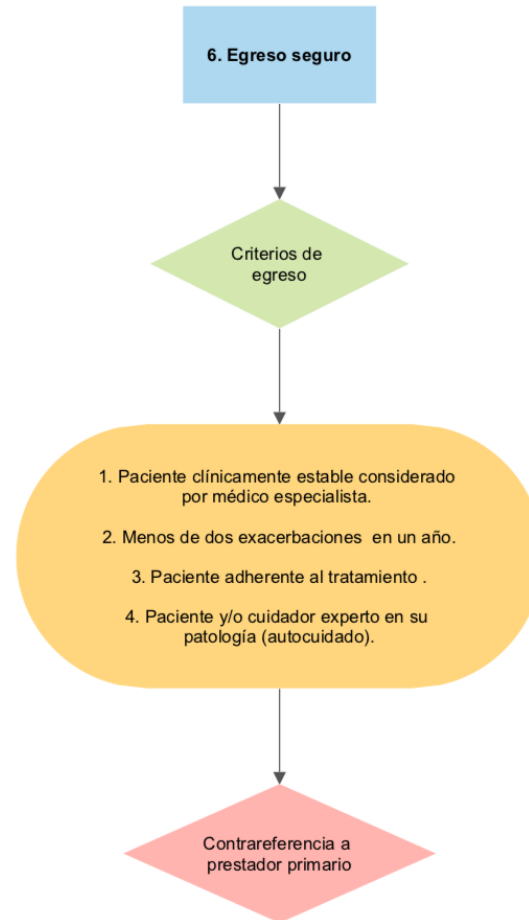 6. Egreso seguro
Criterios de
egreso
1. Paciente clínicamente estable considerado
por médico especialista.
2. Menos de dos exacerbaciones  en un año.
3. Paciente adherente al tratamiento .
4. Paciente y/o cuidador experto en su
patología (autocuidado).
Contrareferencia a
prestador primario